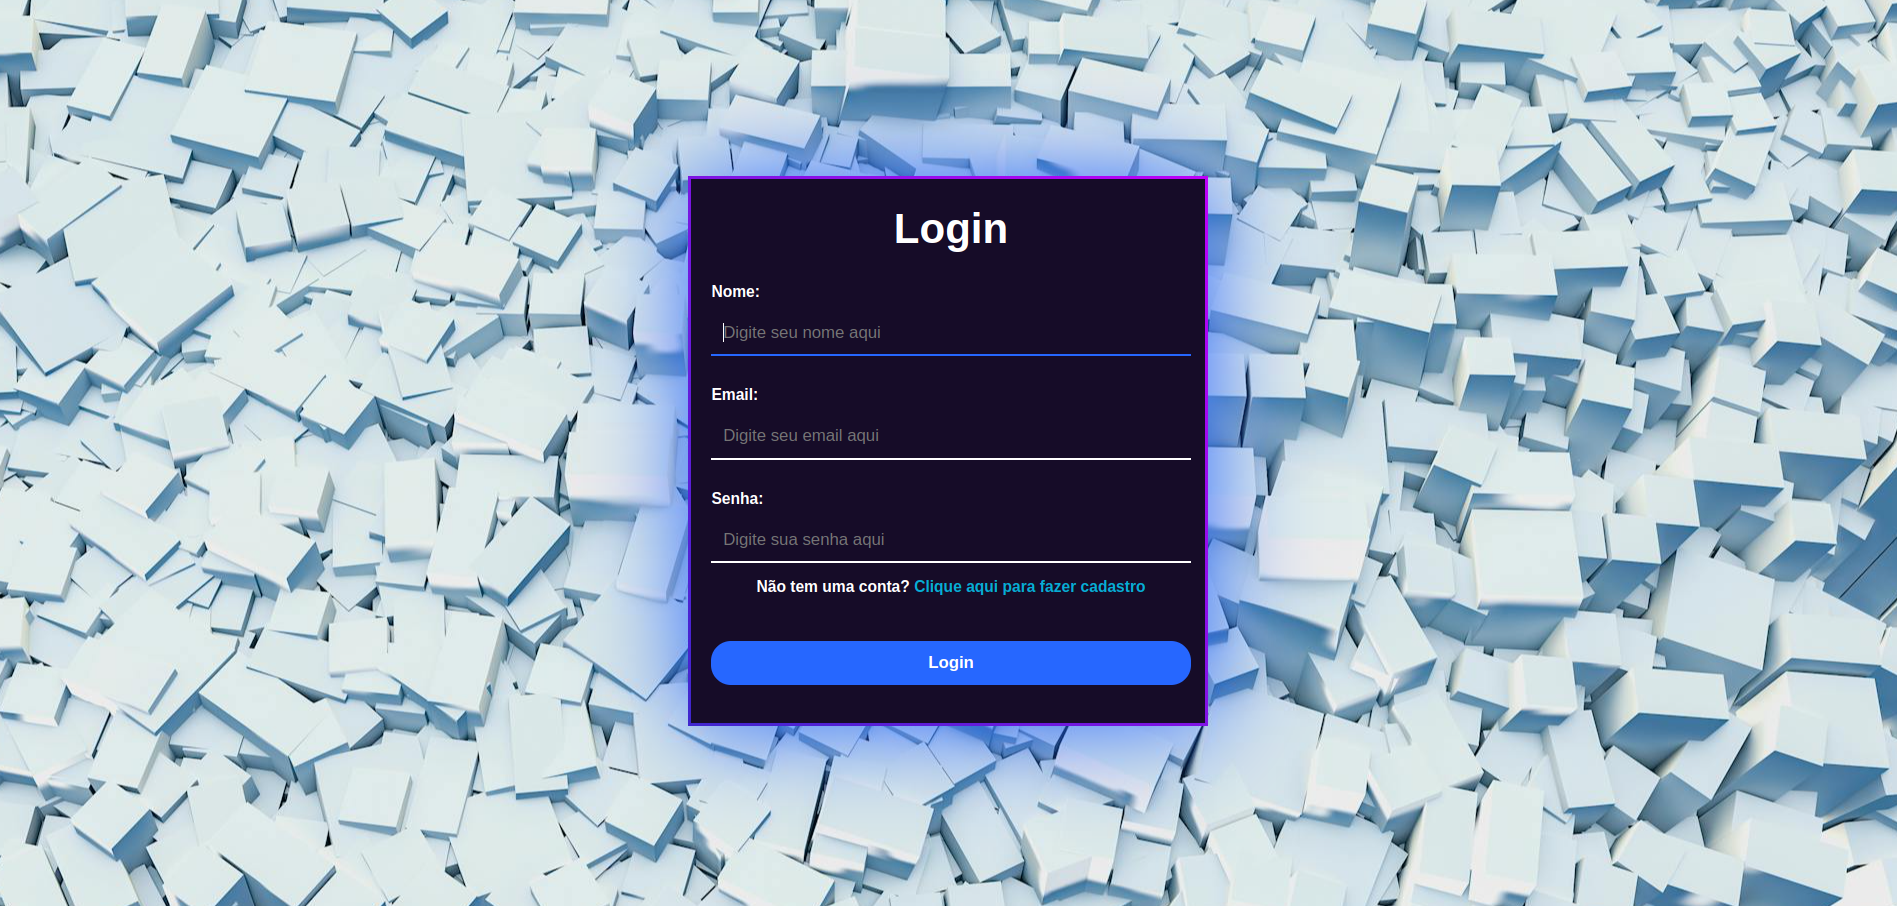 Login
Nome:
Digite seu nome aqui
Email:
Digite seu email aqui
Senha:
Digite sua senha aqui
Não tem uma conta? Clique aqui para fazer cadastro
Login